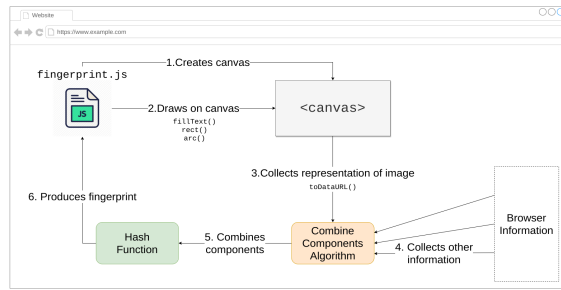 Website
https://www.example.com
1.Creates canvas
fingerprint.js
JS
2.Draws on canvas
fillText()
rect()
arc()
<canvas>
3.Collects representation of image
toDataURL()
6. Produces fingerprint
Hash
Function
5. Combines
components
Combine
Components
Algorithm
4. Collects other
information
Browser
Information